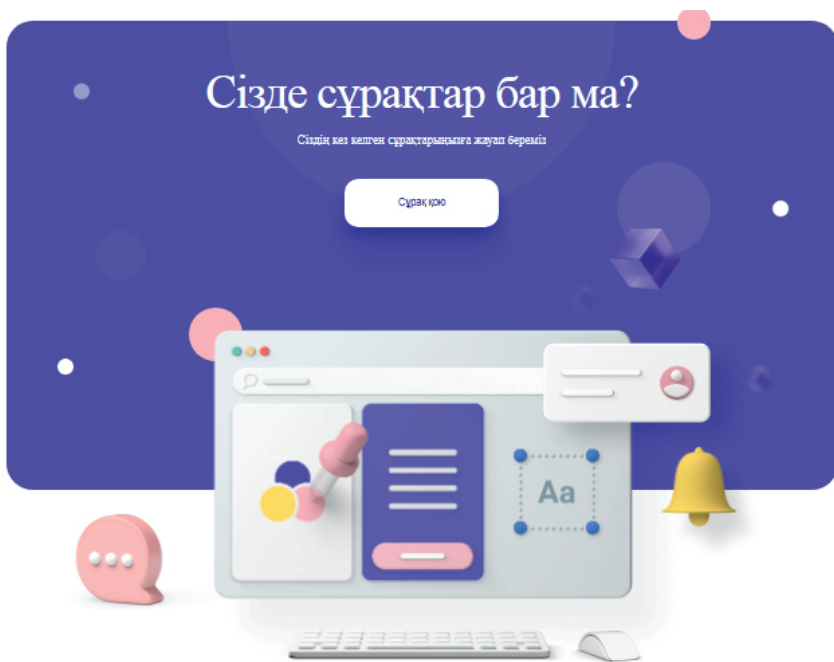 Сізде сұрақтар бар ма?
Сіздің кез келген сұрақтарыңызға жауап береміз
Сұрақ қою
Aa